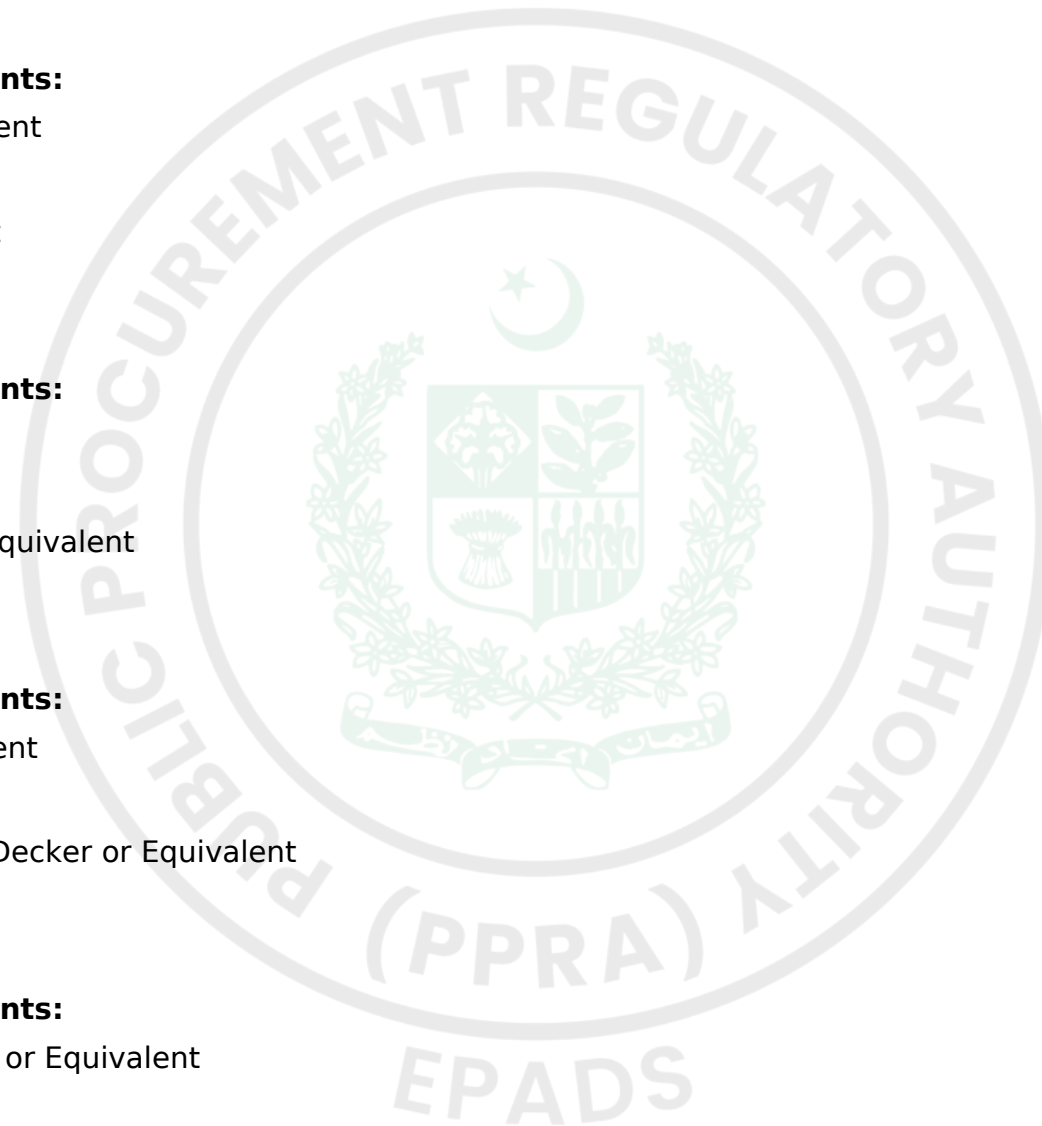 nts:
ent
nts:
quivalent
nts:
ent
Decker or Equivalent
nts:
or Equivalent
PUBLIC PROCUREMENT REGULATORY AUTHORITY
(PPRA)
EPADS